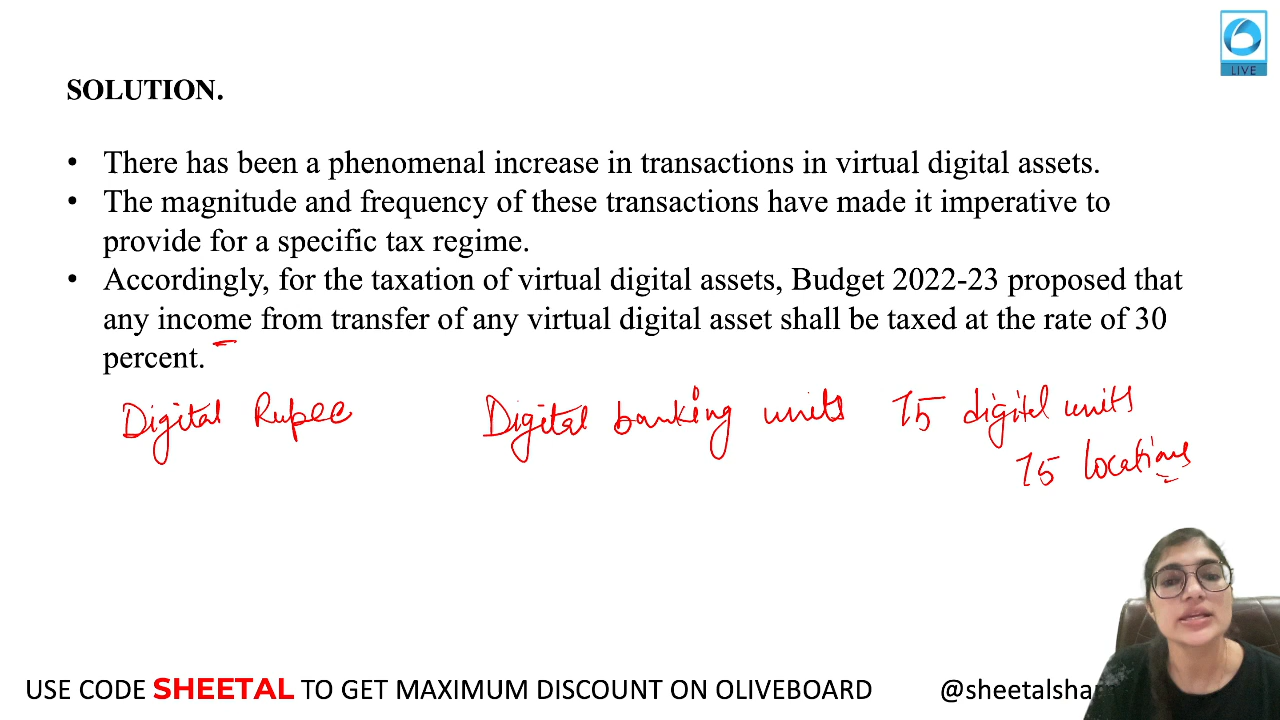 LIVE
SOLUTION.
• There has been a phenomenal increase in transactions in virtual digital assets.
• The magnitude and frequency of these transactions have made it imperative to
provide for a specific tax regime.
• Accordingly, for the taxation of virtual digital assets, Budget 2022-23 proposed that
any income from transfer of any virtual digital asset shall be taxed at the rate of 30
percent.
Digital Rupee Digital banking units 75 digital units
75 locations
USE CODE SHEETAL TO GET MAXIMUM DISCOUNT ON OLIVEBOARD